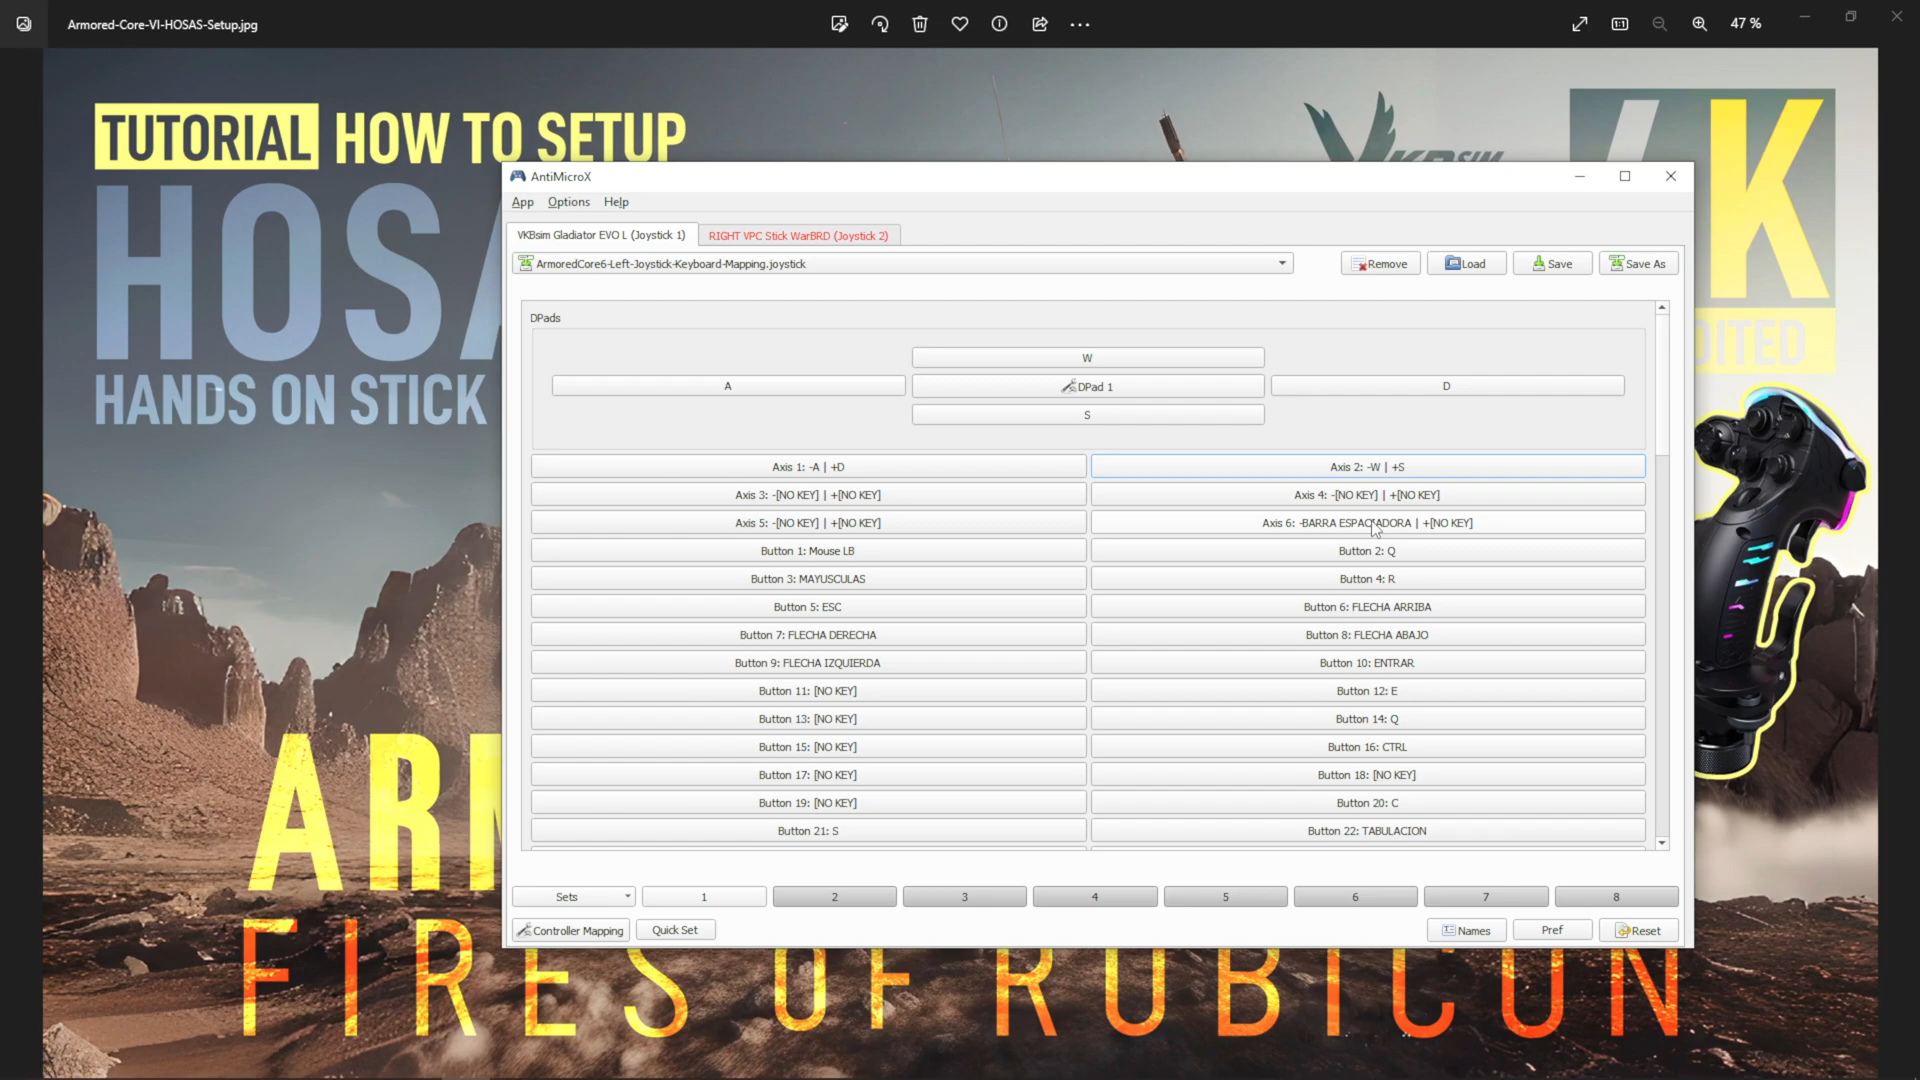 Armored-Core-VI-HOSAS-Setup.jpg
47 %
TUTORIAL HOW TO SETUP
HOSA
HANDS ON STICK
AntiMicroX
App Options Help
VKBsim Gladiator EVO L (Joystick 1) RIGHT VPC Stick WarBRD (Joystick 2)
ArmoredCore6-Left-Joystick-Keyboard-Mapping.joystick Remove Load Save Save As
DPads
W
A DPad 1 D
S
Axis 1: -A | +D Axis 2: -W | +S
Axis 3: -[NO KEY] | +[NO KEY] Axis 4: -[NO KEY] | +[NO KEY]
Axis 5: -[NO KEY] | +[NO KEY] Axis 6: -BARRA ESPACIADORA | +[NO KEY]
Button 1: Mouse LB Button 2: Q
Button 3: MAYUSCULAS Button 4: R
Button 5: ESC Button 6: FLECHA ARRIBA
Button 7: FLECHA DERECHA Button 8: FLECHA ABAJO
Button 9: FLECHA IZQUIERDA Button 10: ENTRAR
Button 11: [NO KEY] Button 12: E
Button 13: [NO KEY] Button 14: Q
Button 15: [NO KEY] Button 16: CTRL
Button 17: [NO KEY] Button 18: [NO KEY]
Button 19: [NO KEY] Button 20: C
Button 21: S Button 22: TABULACION
Sets 1 2 3 4 5 6 7 8
Controller Mapping Quick Set Names Pref Reset
K
AR
FIRES OF RUBICON